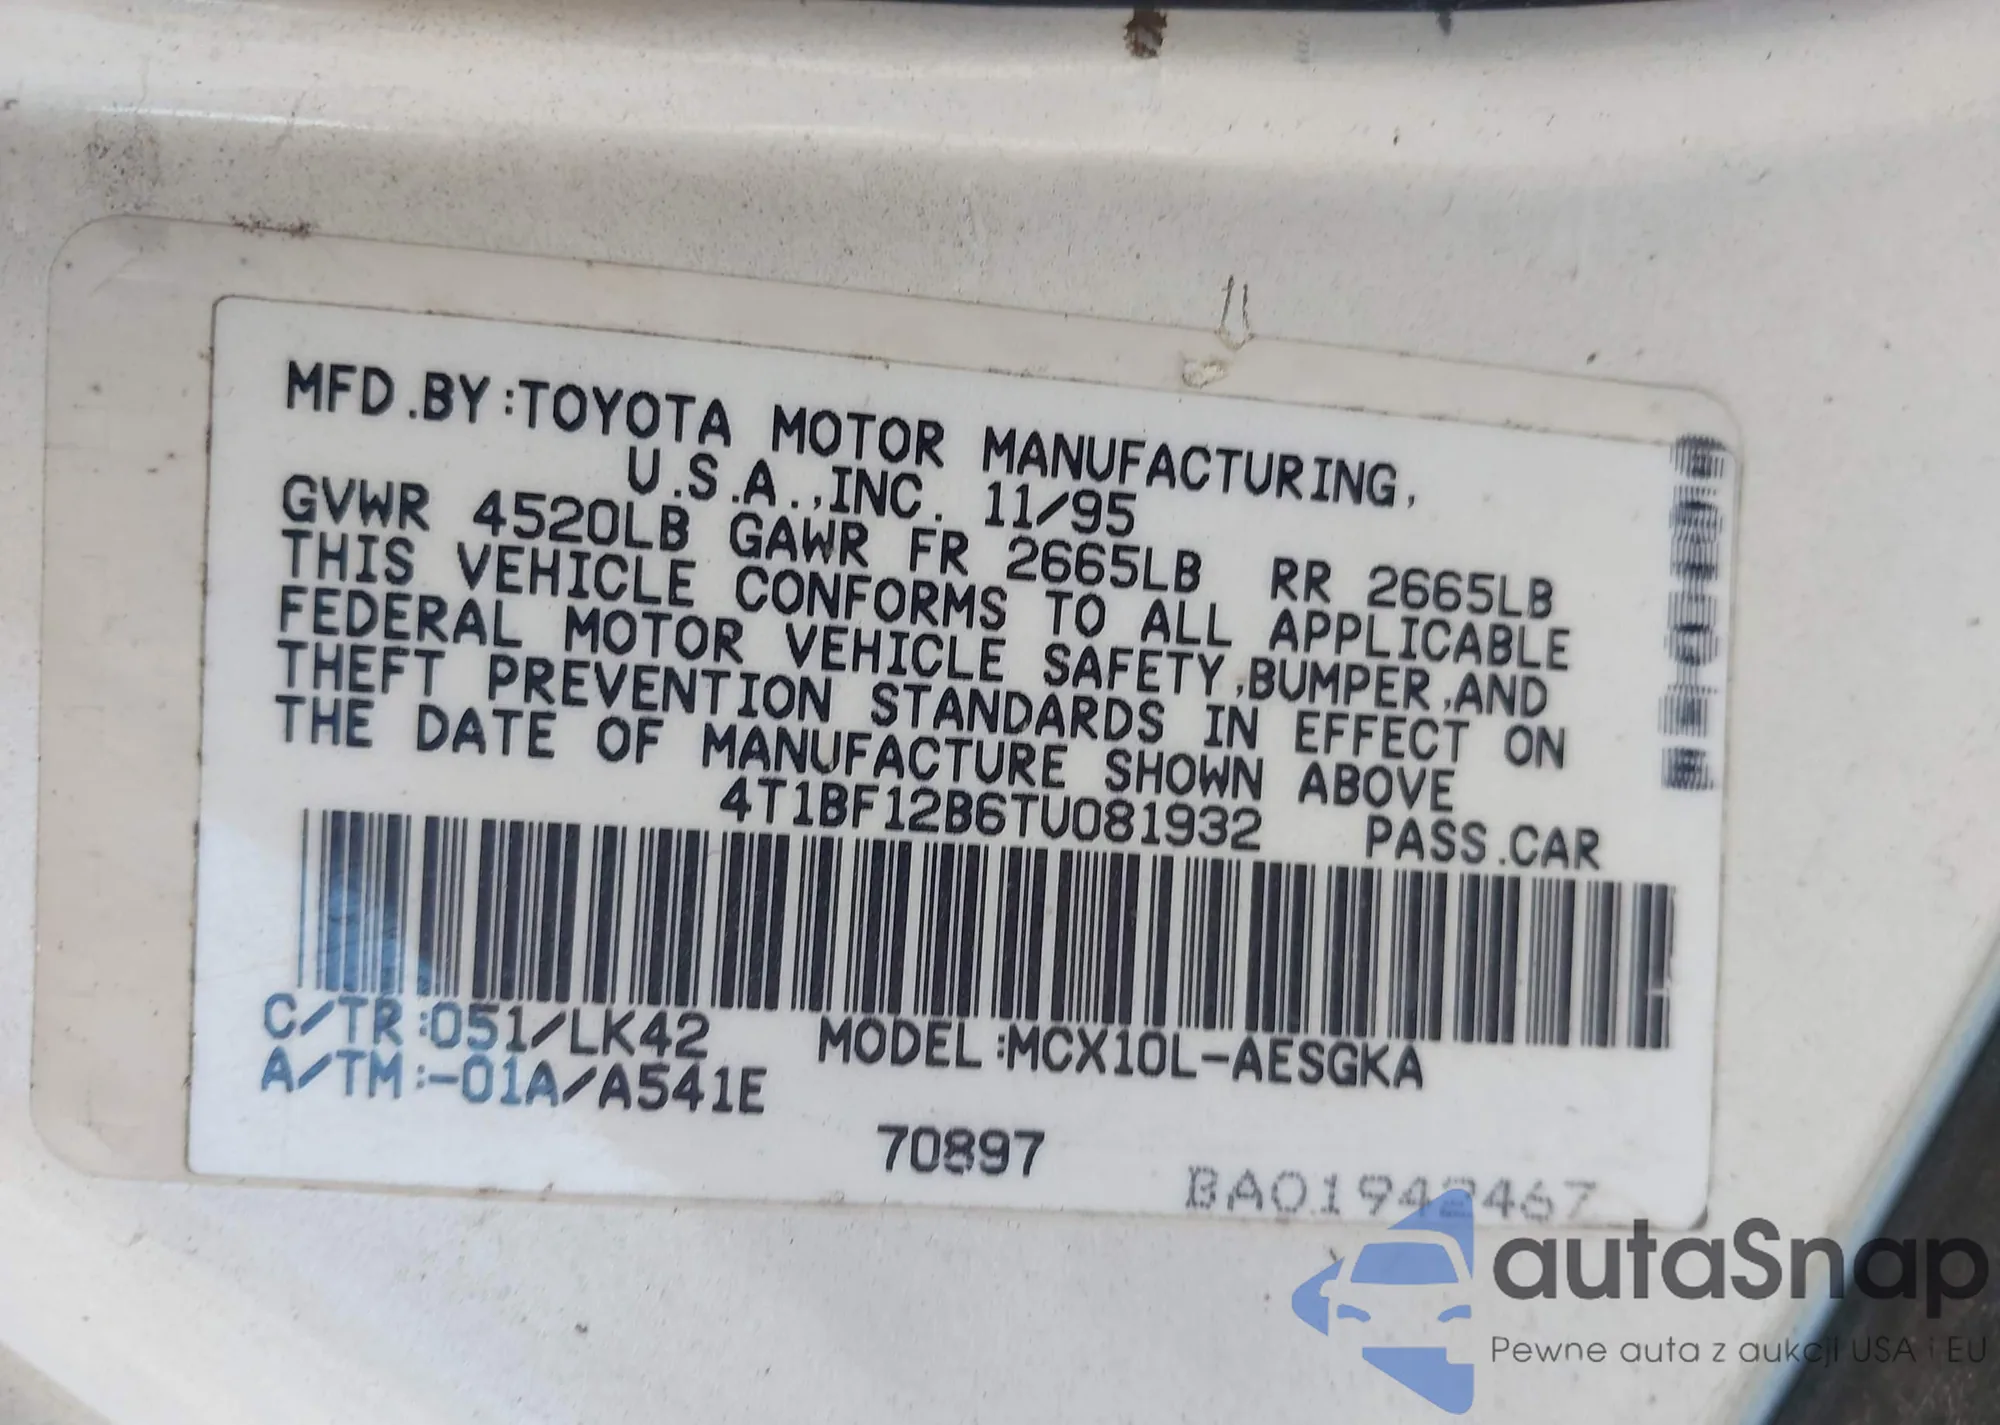 MFD.BY:TOYOTA MOTOR MANUFACTURING,
U.S.A.,INC. 11/95
GVWR 4520LB GAWR FR 2665LB RR 2665LB
THIS VEHICLE CONFORMS TO ALL APPLICABLE
FEDERAL MOTOR VEHICLE SAFETY,BUMPER,AND
THEFT PREVENTION STANDARDS IN EFFECT ON
THE DATE OF MANUFACTURE SHOWN ABOVE
4T1BF12B6TU081932 PASS.CAR
C/TR:051/LK42 MODEL:MCX10L-AESGKA
A/TM:-01A/A541E
70897
BA01942467
autaSnap
Pewne auta z aukcji USA i EU